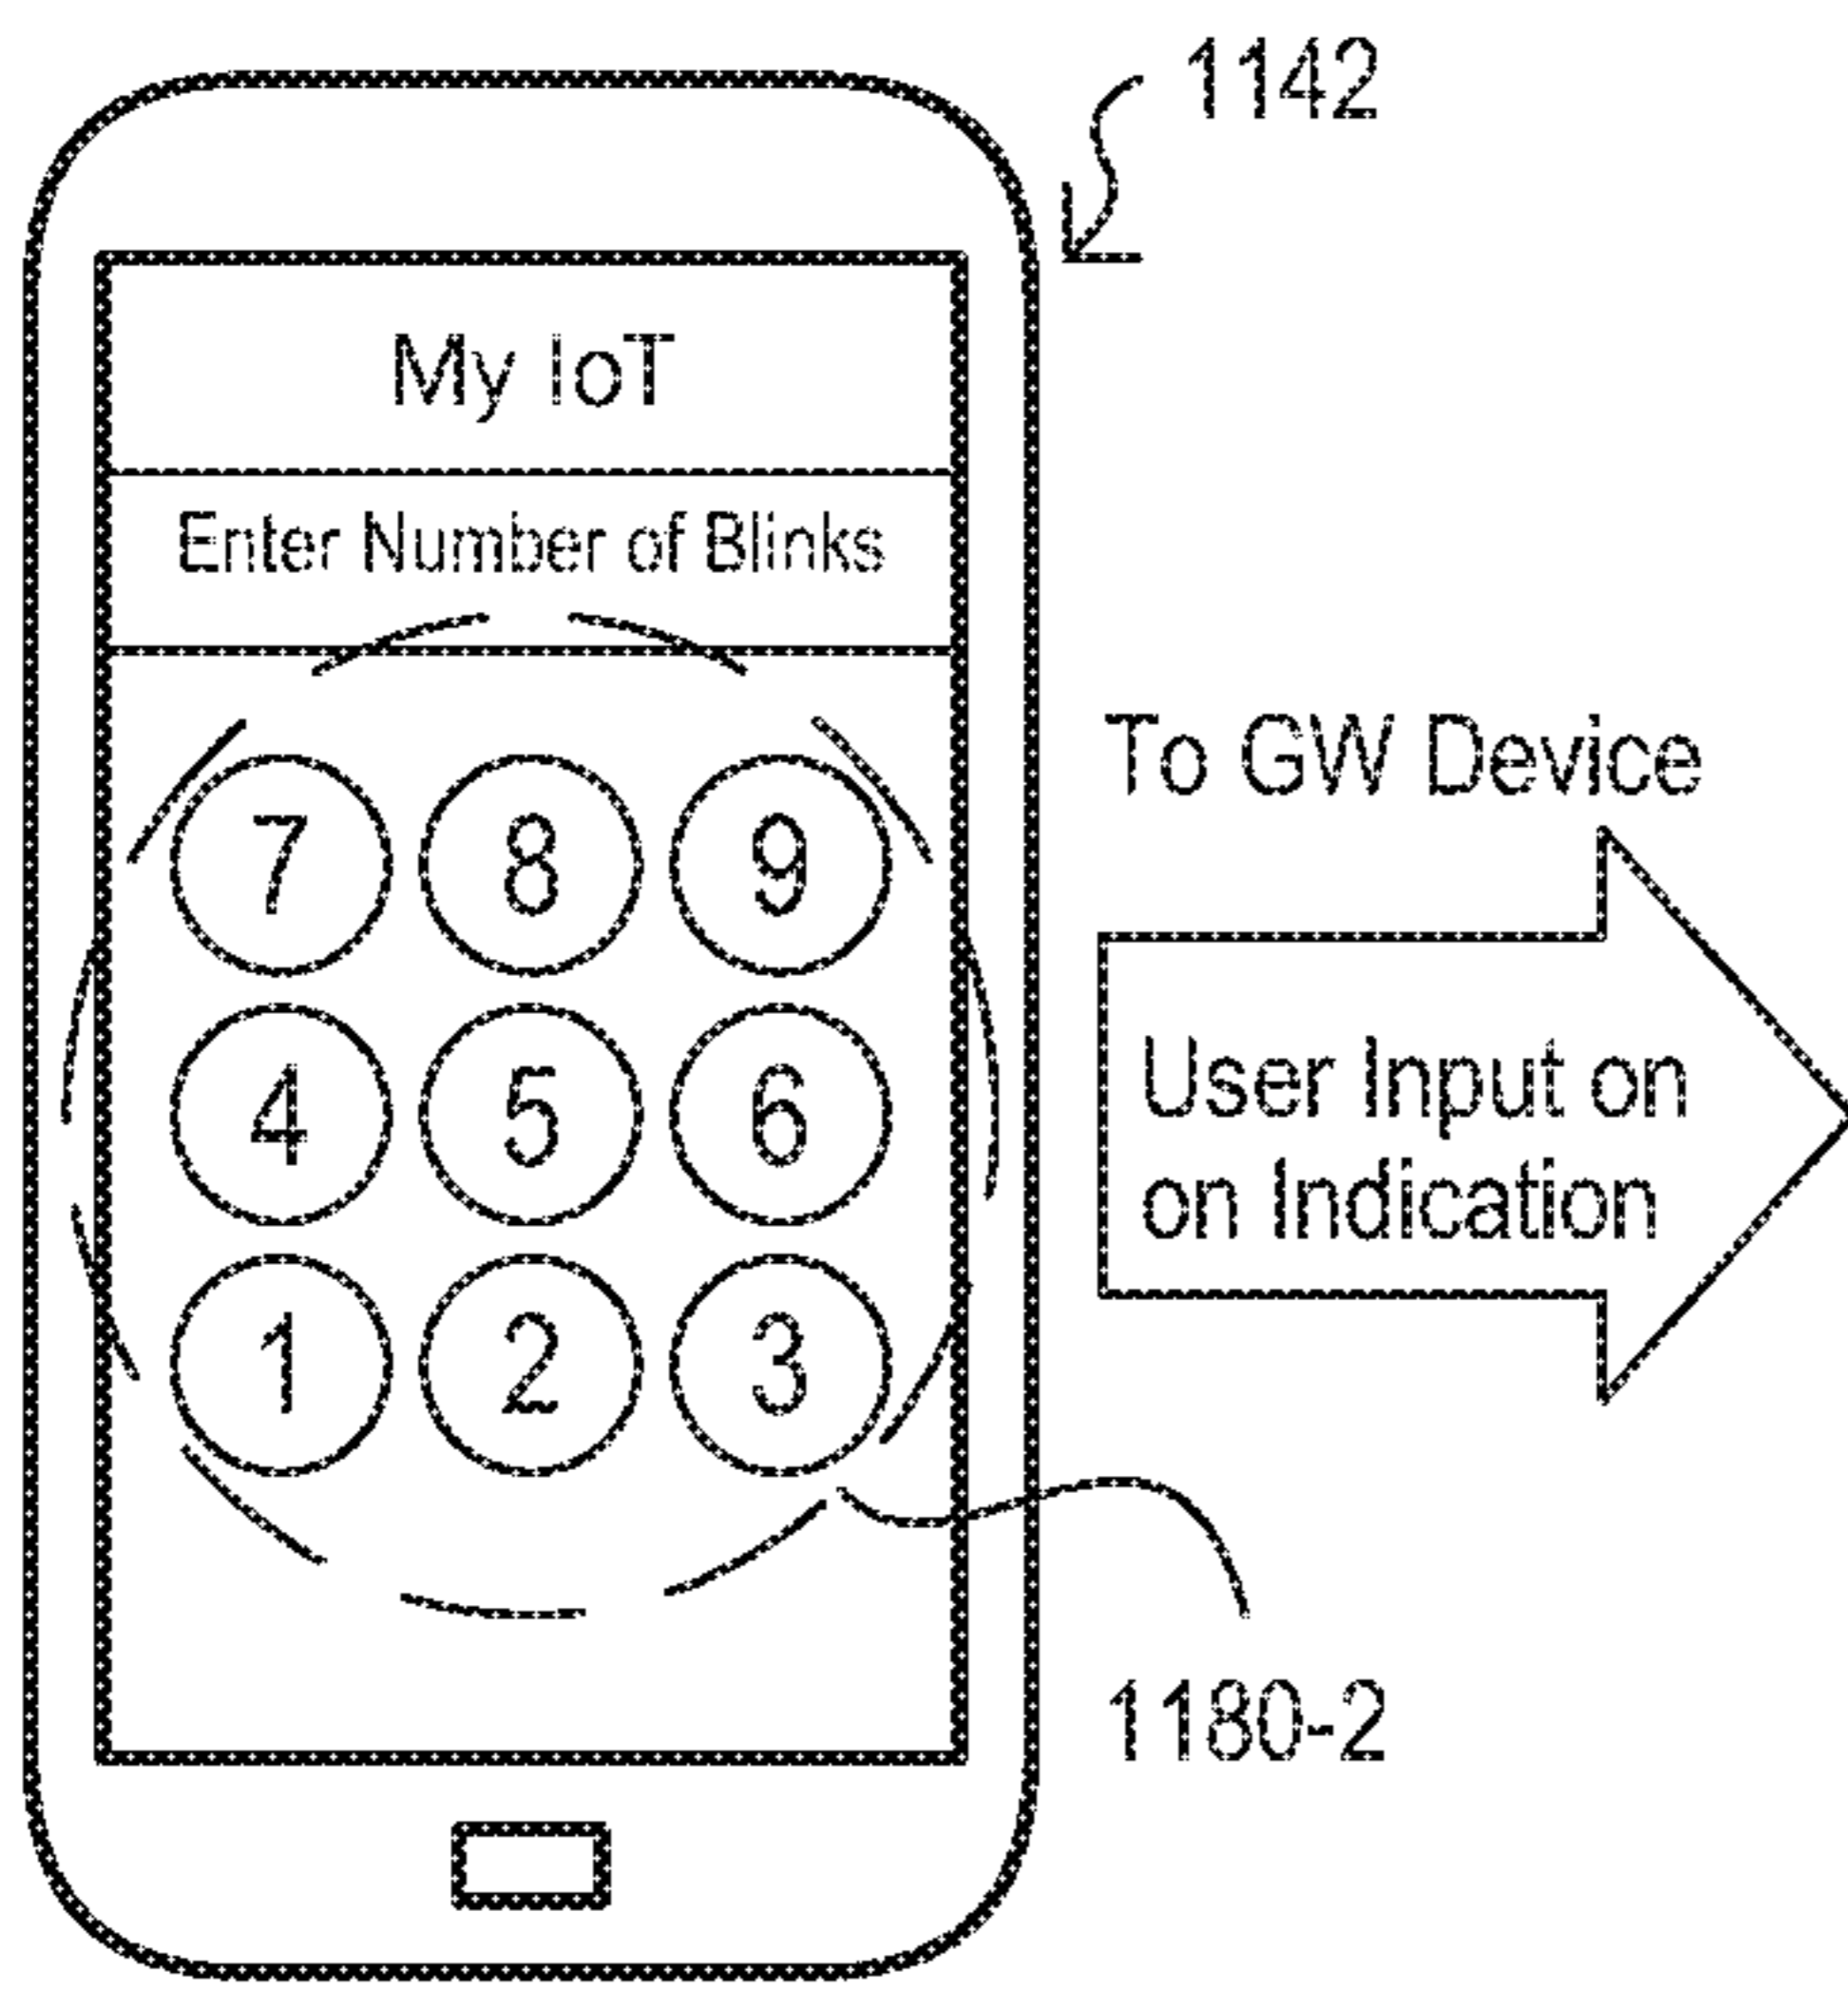 1142
My IoT
Enter Number of Blinks
To GW Device
7 8 9
4 5 6
User Input on
on Indication
1 2 3
1180-2